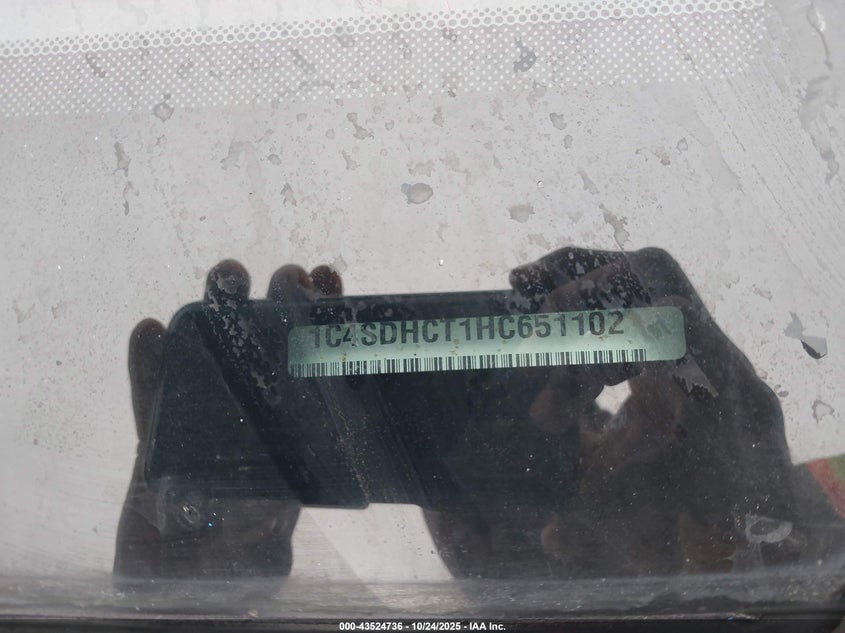 1C4SDHCT1HC651102
000-43524736 - 10/24/2025 - IAA Inc.